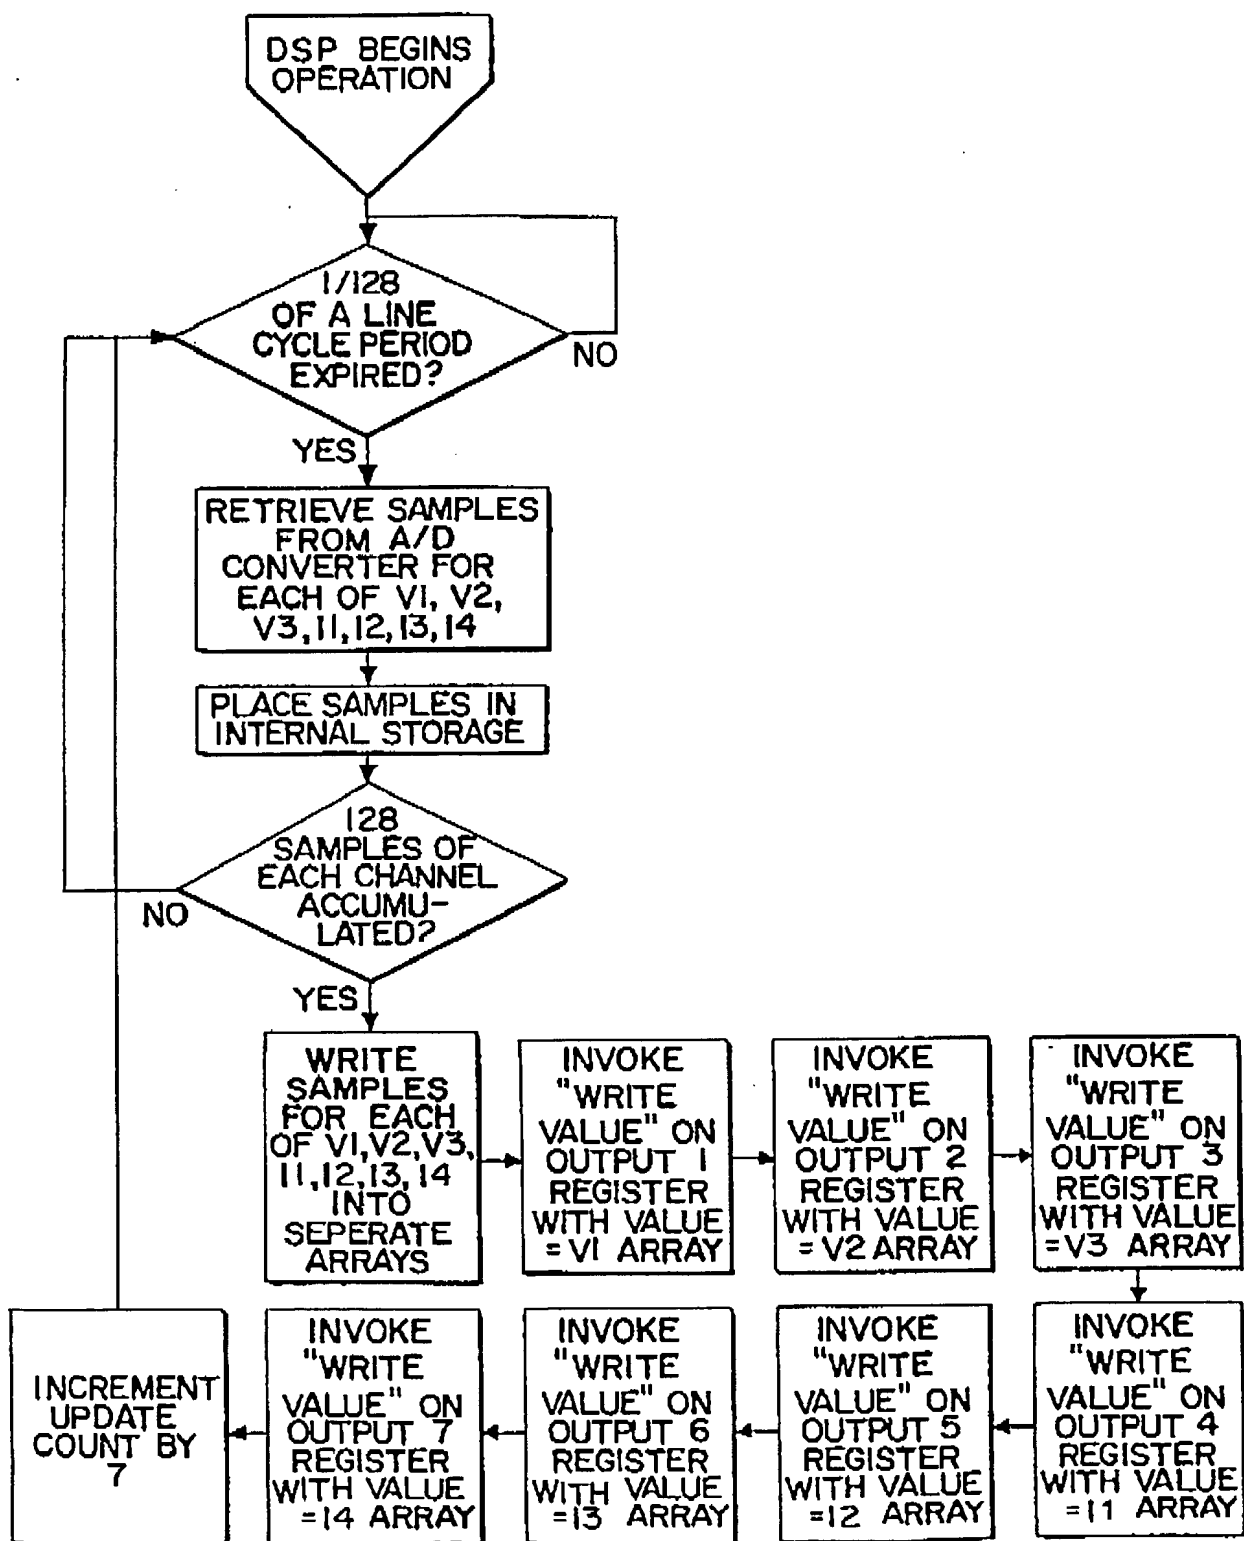 DSP BEGINS
OPERATION
1/128
OF A LINE
CYCLE PERIOD
EXPIRED?
NO
YES
RETRIEVE SAMPLES
FROM A/D
CONVERTER FOR
EACH OF V1, V2,
V3, I1, I2, I3, I4
PLACE SAMPLES IN
INTERNAL STORAGE
128
SAMPLES OF
EACH CHANNEL
ACCUMU-
LATED?
NO
YES
WRITE
SAMPLES
FOR EACH
OF V1,V2,V3,
I1,I2,I3,I4
INTO
SEPERATE
ARRAYS
INVOKE
"WRITE
VALUE" ON
OUTPUT 1
REGISTER
WITH VALUE
=V1 ARRAY
INVOKE
"WRITE
VALUE" ON
OUTPUT 2
REGISTER
WITH VALUE
=V2 ARRAY
INVOKE
"WRITE
VALUE" ON
OUTPUT 3
REGISTER
WITH VALUE
=V3 ARRAY
INVOKE
"WRITE
VALUE" ON
OUTPUT 4
REGISTER
WITH VALUE
=I1 ARRAY
INVOKE
"WRITE
VALUE" ON
OUTPUT 5
REGISTER
WITH VALUE
=I2 ARRAY
INVOKE
"WRITE
VALUE" ON
OUTPUT 6
REGISTER
WITH VALUE
=I3 ARRAY
INVOKE
"WRITE
VALUE" ON
OUTPUT 7
REGISTER
WITH VALUE
=I4 ARRAY
INCREMENT
UPDATE
COUNT BY
7